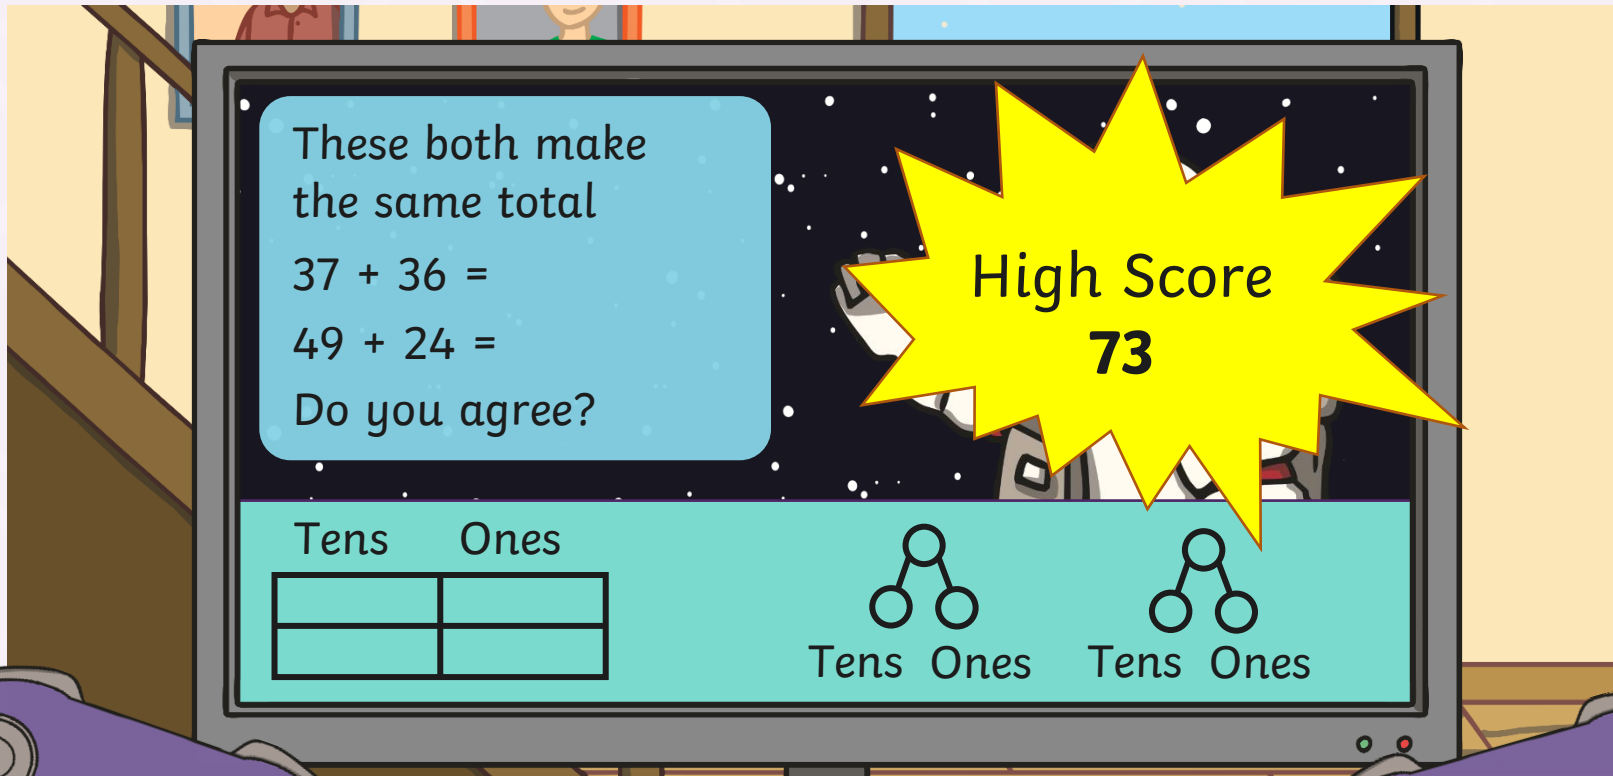 These both make
the same total
37 + 36 =
49 + 24 =
Do you agree?
High Score
73
Tens Ones
Tens Ones Tens Ones